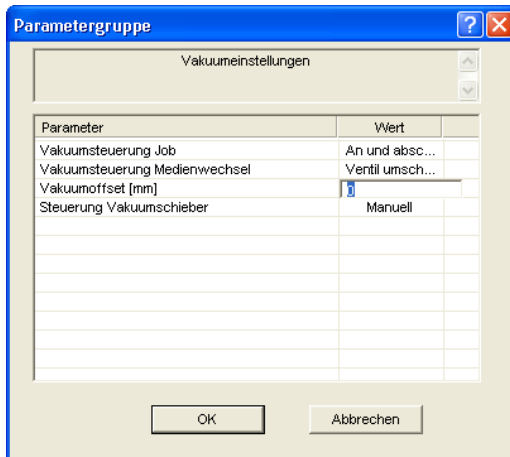 Parametergruppe
Vakuumeinstellungen
Parameter Wert
Vakuumsteuerung Job An und absc...
Vakuumsteuerung Medienwechsel Ventil umsch...
Vakuumoffset [mm] 0
Steuerung Vakuumschieber Manuell
OK Abbrechen